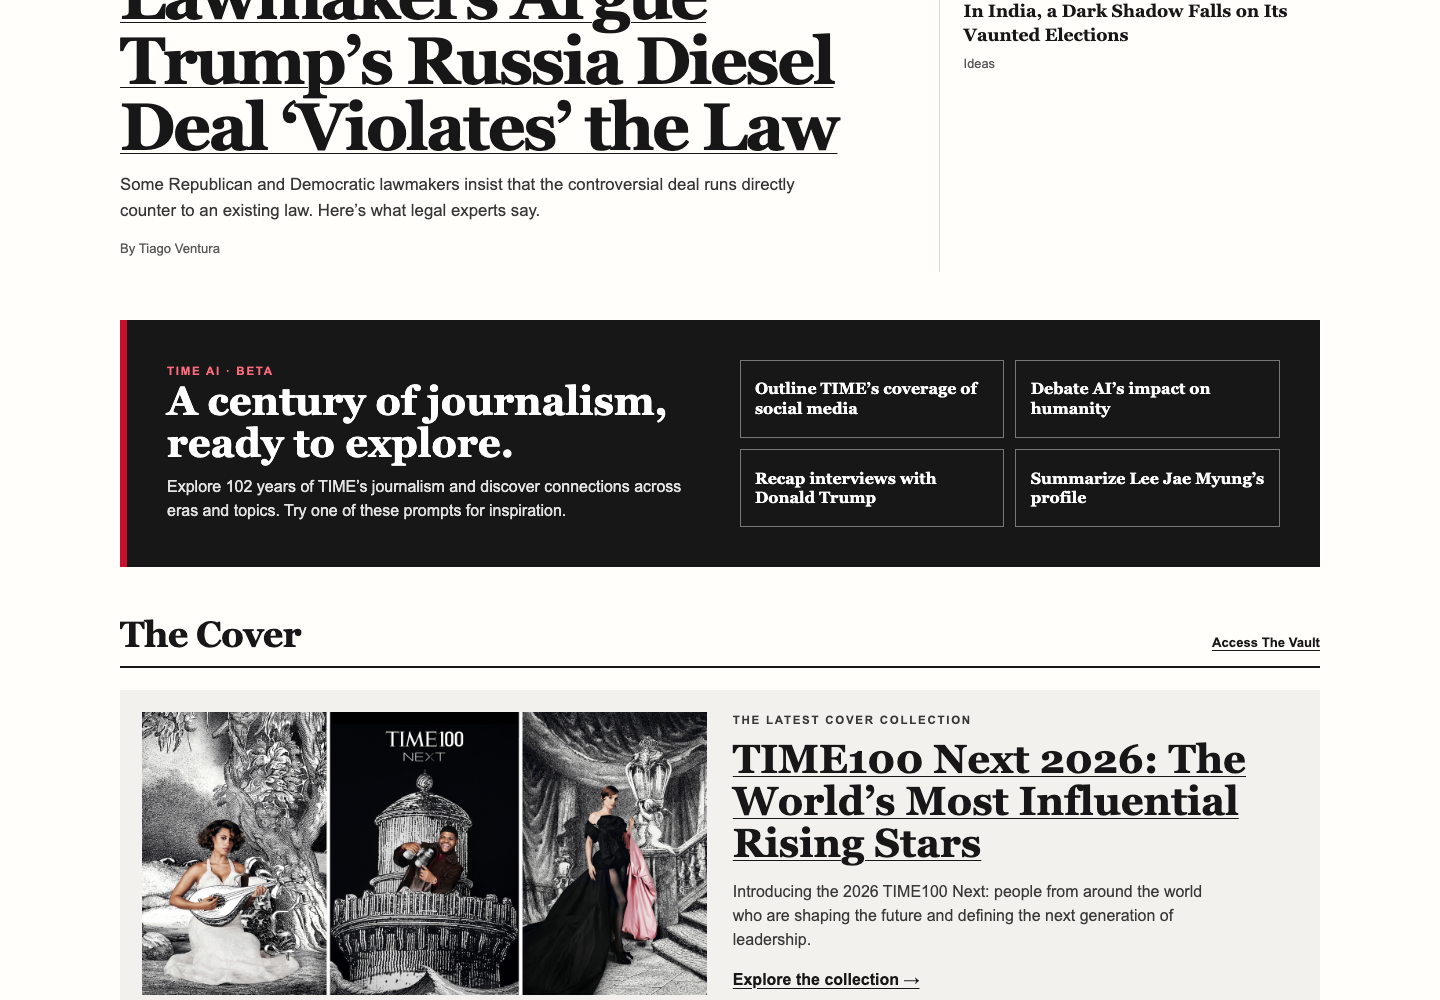 Lawmakers Argue
Trump’s Russia Diesel
Deal ‘Violates’ the Law
Some Republican and Democratic lawmakers insist that the controversial deal runs directly
counter to an existing law. Here’s what legal experts say.
By Tiago Ventura
In India, a Dark Shadow Falls on Its
Vaunted Elections
Ideas
TIME AI · BETA
A century of journalism,
ready to explore.
Explore 102 years of TIME’s journalism and discover connections across
eras and topics. Try one of these prompts for inspiration.
Outline TIME’s coverage of
social media
Debate AI’s impact on
humanity
Recap interviews with
Donald Trump
Summarize Lee Jae Myung’s
profile
The Cover
Access The Vault
TIME100
NEXT
THE LATEST COVER COLLECTION
TIME100 Next 2026: The
World’s Most Influential
Rising Stars
Introducing the 2026 TIME100 Next: people from around the world
who are shaping the future and defining the next generation of
leadership.
Explore the collection →